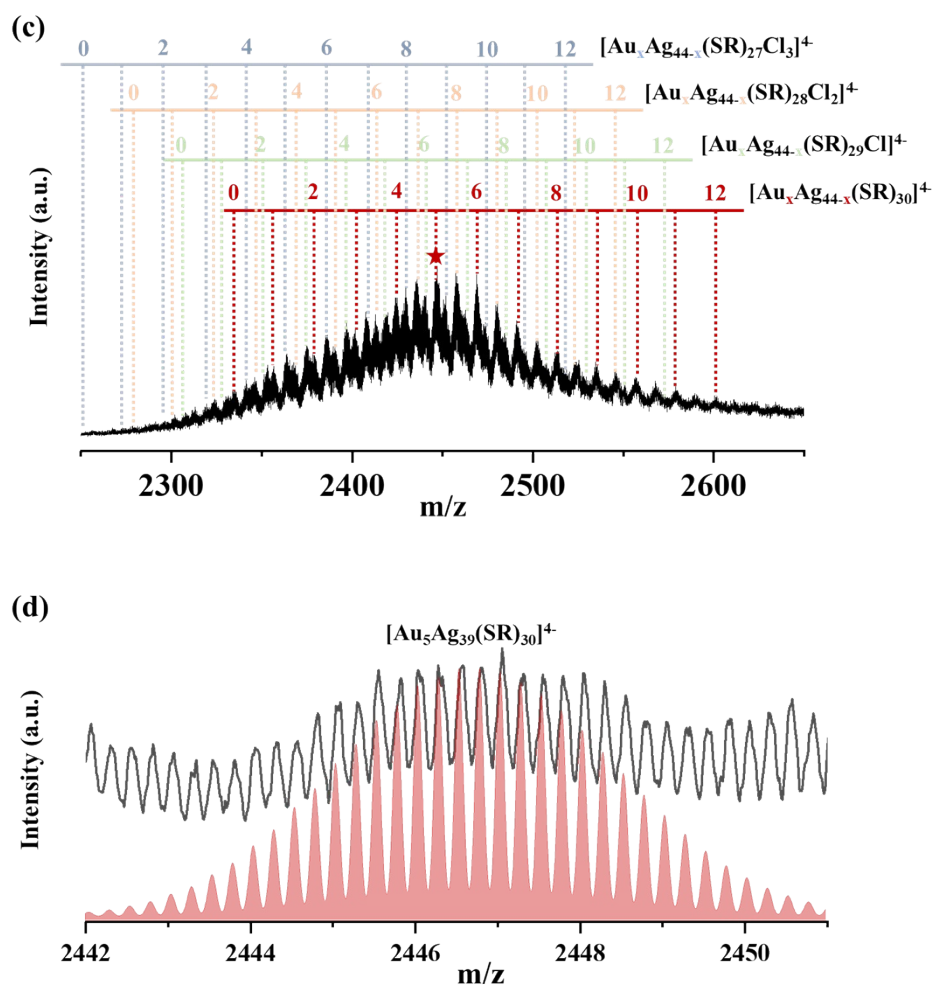 (c)
0 2 4 6 8 10 12 [AuₓAg₄₄₋ₓ(SR)₂₇Cl₃]⁴⁻
0 2 4 6 8 10 12 [AuₓAg₄₄₋ₓ(SR)₂₈Cl₂]⁴⁻
0 2 4 6 8 10 12 [AuₓAg₄₄₋ₓ(SR)₂₉Cl]⁴⁻
0 2 4 6 8 10 12 [AuₓAg₄₄₋ₓ(SR)₃₀]⁴⁻
Intensity (a.u.)
2300 2400 2500 2600
m/z
(d)
[Au₅Ag₃₉(SR)₃₀]⁴⁻
Intensity (a.u.)
2442 2444 2446 2448 2450
m/z